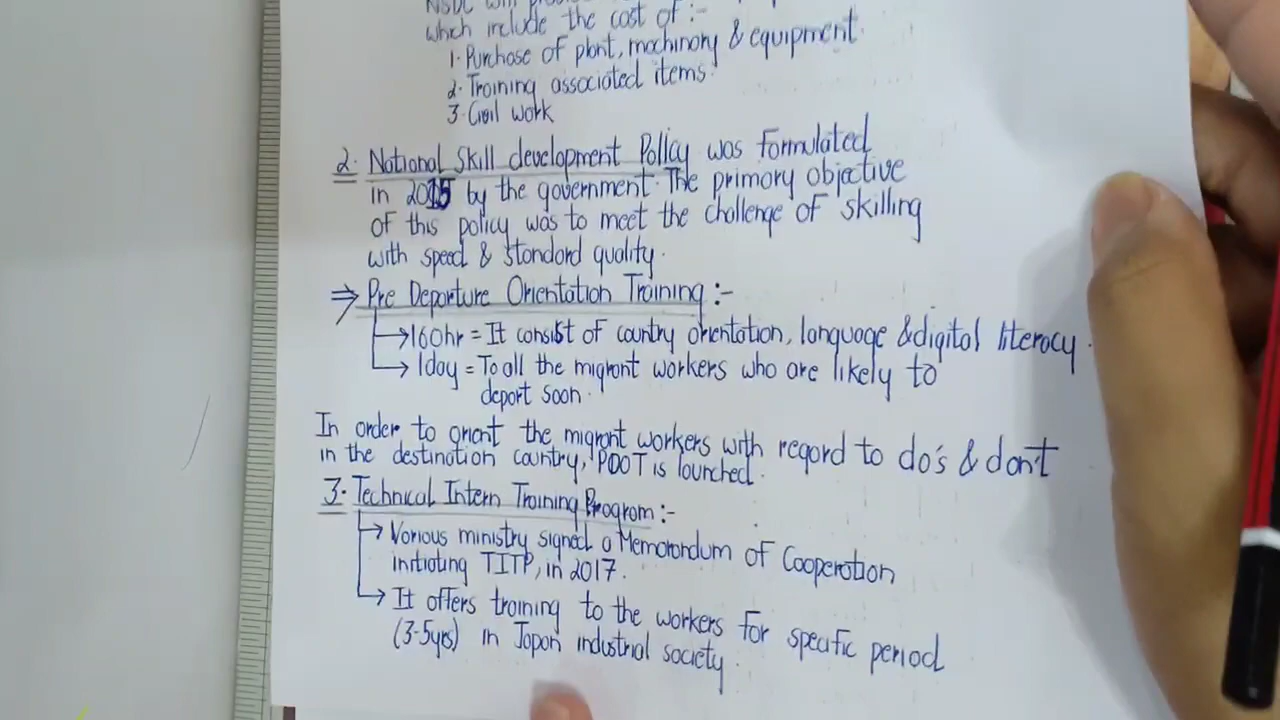 NSDC will
which include the cost of :-
1. Purchase of plant, machinory & equipment.
2. Training associated items.
3. Civil work
2. National Skill development Policy was formulated
in 2015 by the government. The primary objective
of this policy was to meet the challenge of skilling
with speed & standard quality.
⇒ Pre Departure Orientation Training :-
→ 160hr = It consist of country orientation, language & digital literacy.
→ 1day = To all the migrant workers who are likely to
depart soon.
In order to orient the migrant workers with regard to do's & don't
in the destination country, PDOT is launched.
3. Technical Intern Training Program :-
→ Various ministry signed a Memorandum of Cooperation
initiating TITP, in 2017.
→ It offers training to the workers for specific period
(3-5yrs) in Japan industrial society.